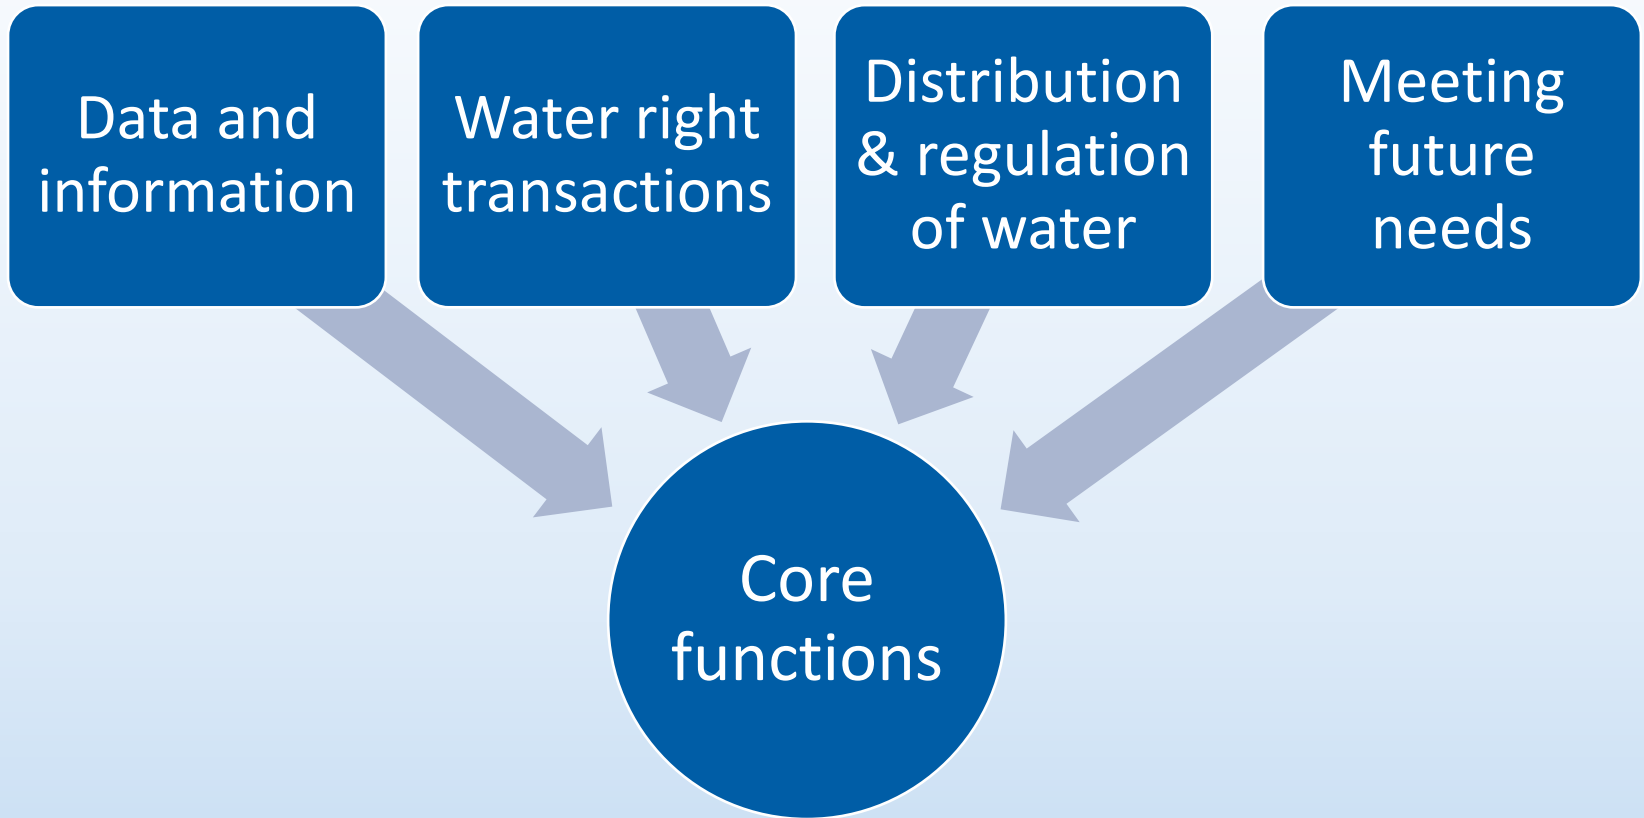 Data and
information
Water right
transactions
Distribution
& regulation
of water
Meeting
future
needs
Core
functions